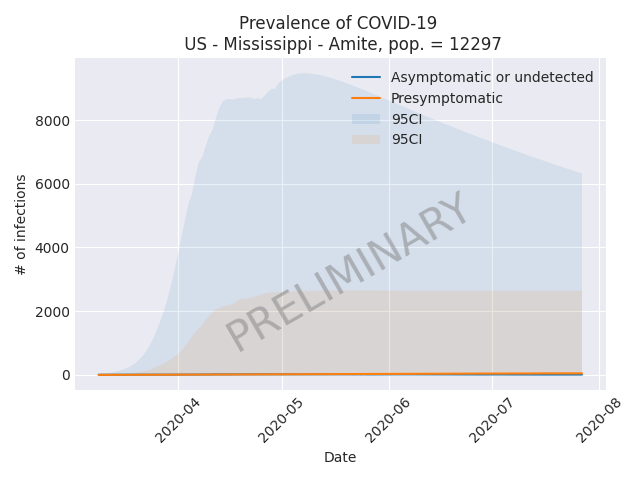 Prevalence of COVID-19
US - Mississippi - Amite, pop. = 12297
Asymptomatic or undetected
Presymptomatic
95CI
95CI
# of infections
8000
6000
4000
2000
0
PRELIMINARY
2020-04
2020-05
2020-06
2020-07
2020-08
Date